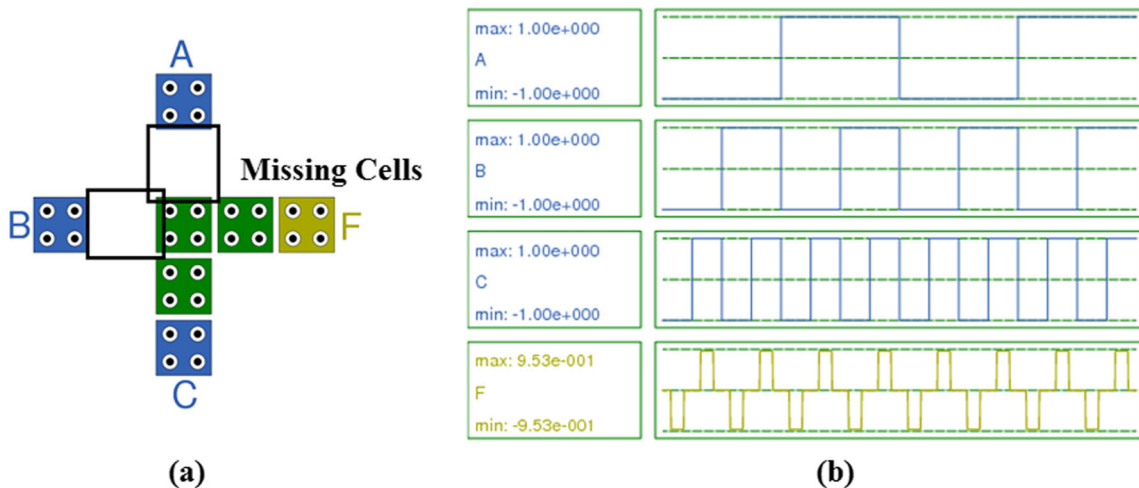 A
Missing Cells
B
F
C
(a)
max: 1.00e+000
A
min: -1.00e+000
max: 1.00e+000
B
min: -1.00e+000
max: 1.00e+000
C
min: -1.00e+000
max: 9.53e-001
F
min: -9.53e-001
(b)